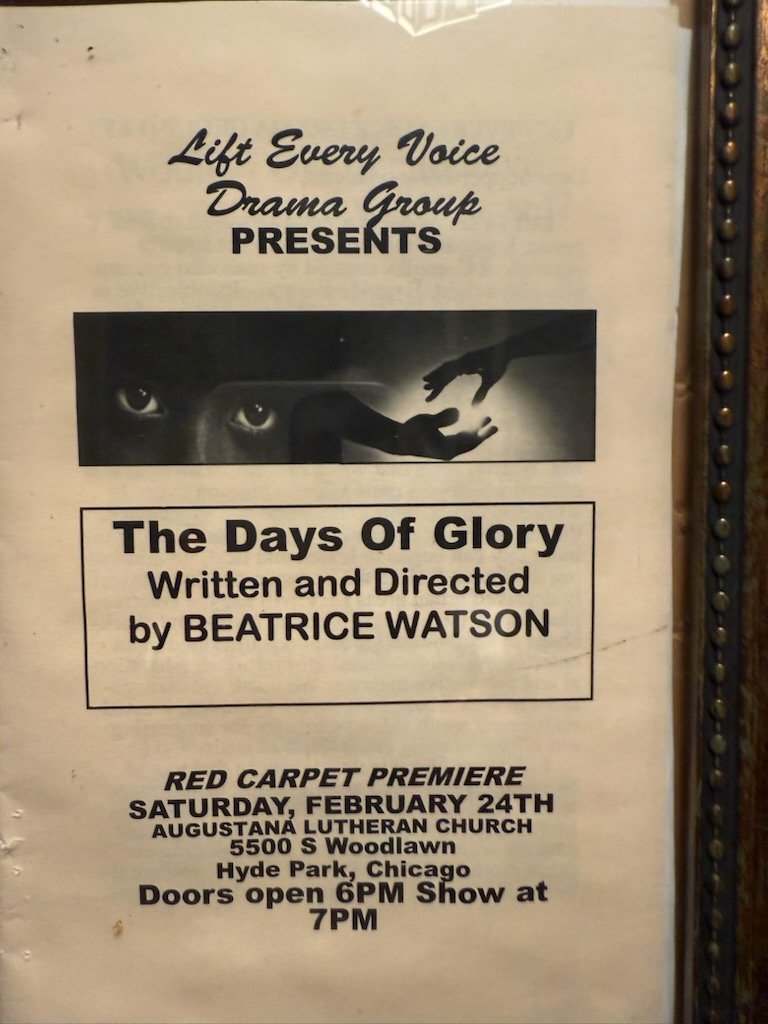 Lift Every Voice
Drama Group
PRESENTS
The Days Of Glory
Written and Directed
by BEATRICE WATSON
RED CARPET PREMIERE
SATURDAY, FEBRUARY 24TH
AUGUSTANA LUTHERAN CHURCH
5500 S Woodlawn
Hyde Park, Chicago
Doors open 6PM Show at
7PM